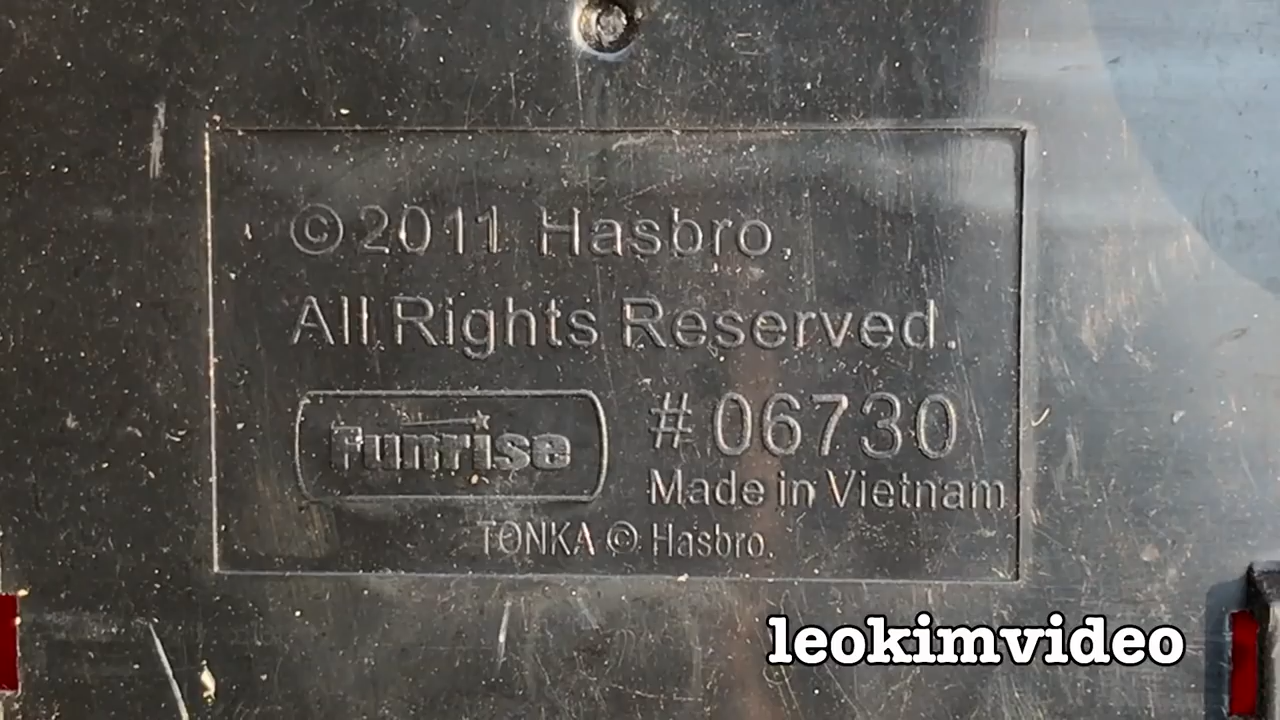 ©2011 Hasbro.
All Rights Reserved.
Funrise
#06730
Made in Vietnam
TONKA © Hasbro.
leokimvideo